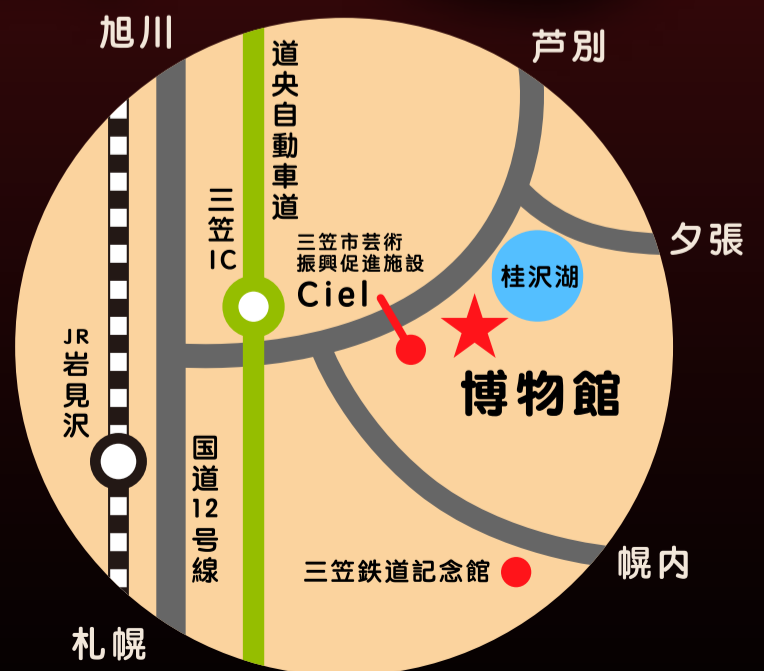 旭川
芦別
道央自動車道
三笠IC
三笠市芸術
振興促進施設
Ciel
夕張
桂沢湖
JR岩見沢
博物館
国道12号線
三笠鉄道記念館
幌内
札幌